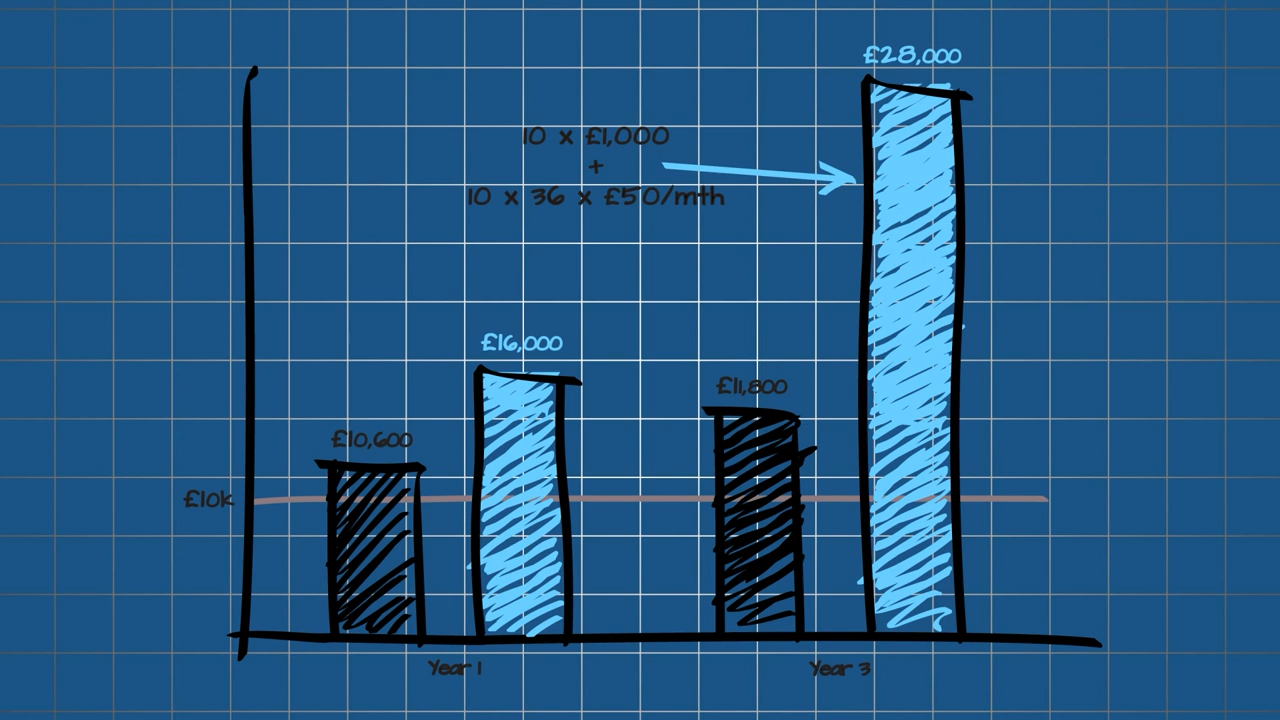 £28,000
10 x £1,000
+
10 x 36 x £50/mth
£16,000
£11,800
£10,600
£10k
Year 1
Year 3